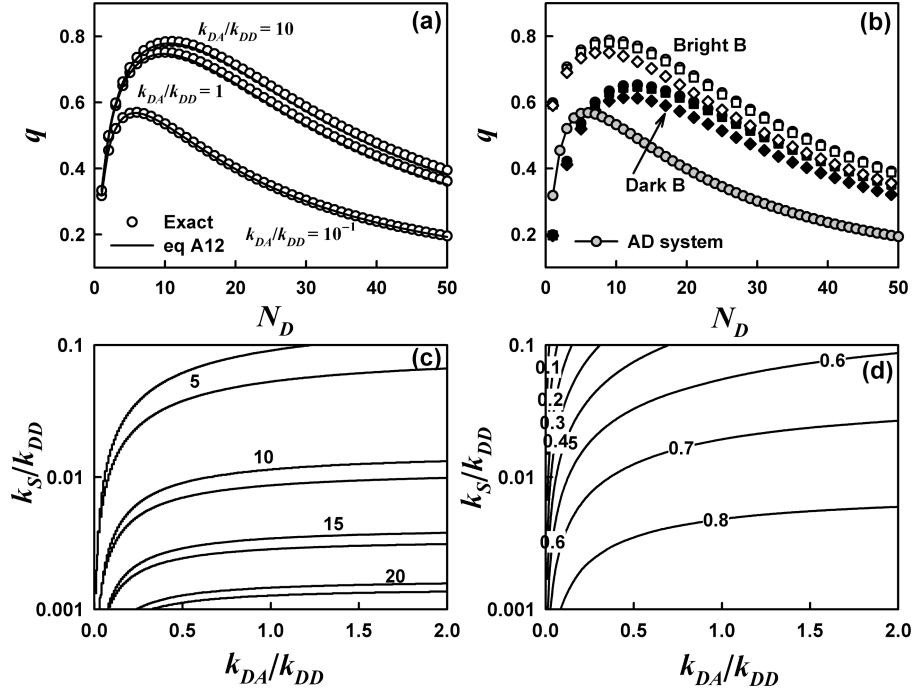 (a)
k_DA/k_DD = 10
k_DA/k_DD = 1
k_DA/k_DD = 10⁻¹
Exact
eq A12
q
0.8
0.6
0.4
0.2
0 10 20 30 40 50
N_D
(b)
Bright B
Dark B
AD system
q
0.8
0.6
0.4
0.2
0 10 20 30 40 50
N_D
(c)
5
10
15
20
k_S/k_DD
0.1
0.01
0.001
0.0 0.5 1.0 1.5 2.0
k_DA/k_DD
(d)
0.1
0.2
0.3
0.45
0.6
0.6
0.7
0.8
k_S/k_DD
0.1
0.01
0.001
0.0 0.5 1.0 1.5 2.0
k_DA/k_DD